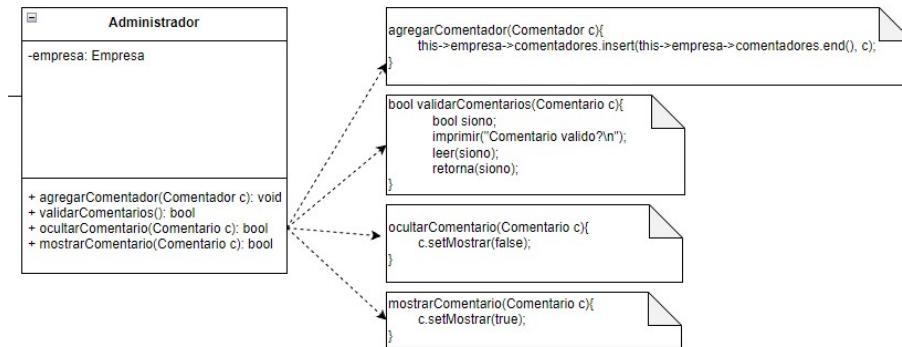 Administrador
-empresa: Empresa
+ agregarComentador(Comentador c): void
+ validarComentarios(): bool
+ ocultarComentario(Comentario c): bool
+ mostrarComentario(Comentario c): bool
agregarComentador(Comentador c){
this->empresa->comentadores.insert(this->empresa->comentadores.end(), c);
}
bool validarComentarios(Comentario c){
bool siono;
imprimir("Comentario valido?\n");
leer(siono);
retorna(siono);
}
ocultarComentario(Comentario c){
c.setMostrar(false);
}
mostrarComentario(Comentario c){
c.setMostrar(true);
}